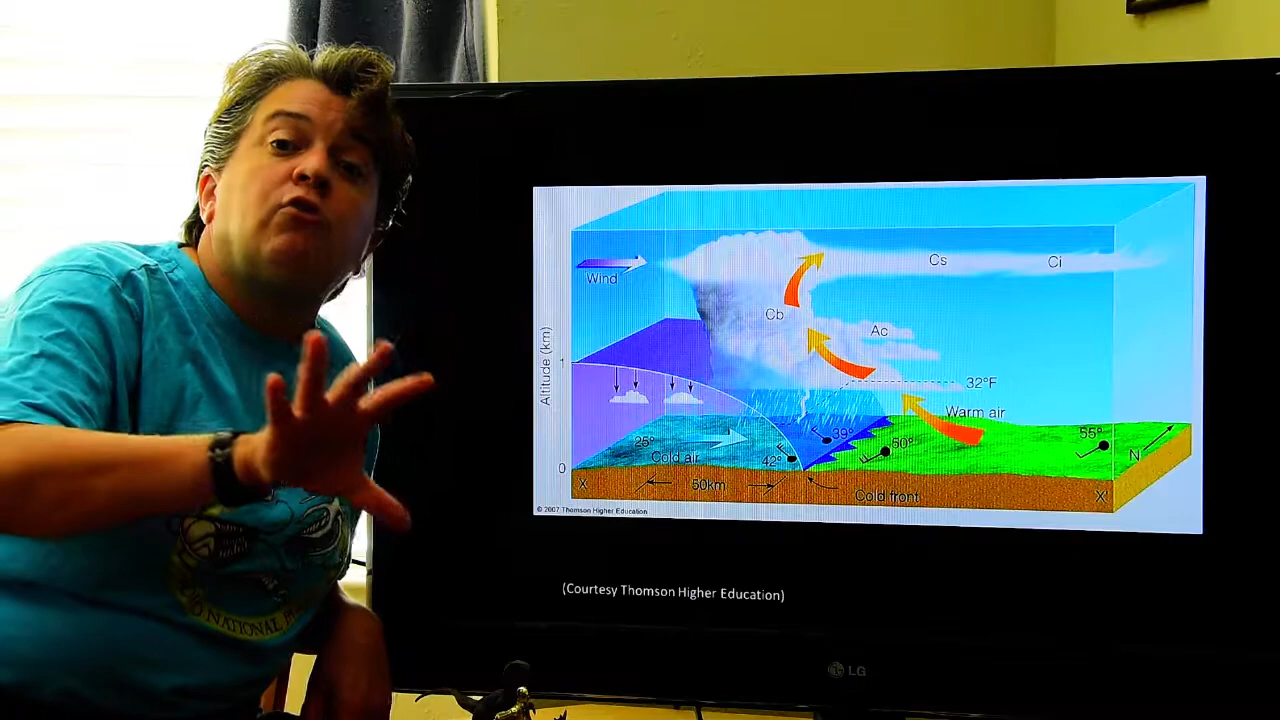 Wind
Cs
Ci
Cb
Ac
Altitude (km)
1
32°F
Warm air
25°
39°
50°
55°
Cold air
42°
N
0
X
50km
Cold front
X'
© 2007 Thomson Higher Education
(Courtesy Thomson Higher Education)
LG
NATIONAL